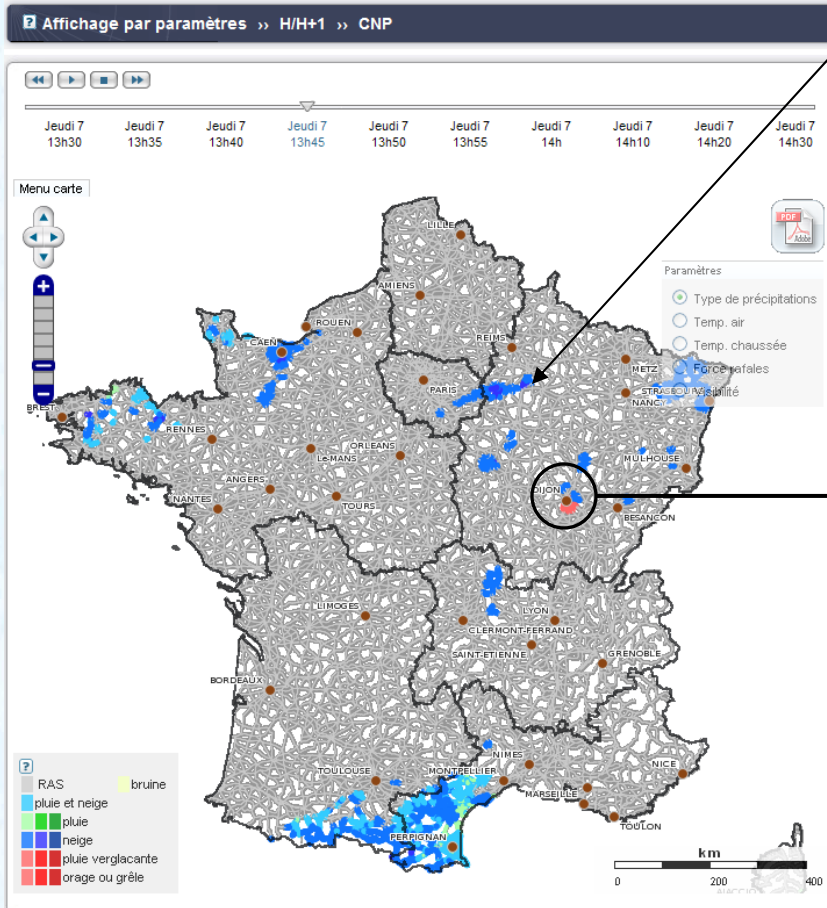 Affichage par paramètres ›› H/H+1 ›› CNP
Jeudi 7 Jeudi 7 Jeudi 7 Jeudi 7 Jeudi 7 Jeudi 7 Jeudi 7 Jeudi 7 Jeudi 7 Jeudi 7
13h30 13h35 13h40 13h45 13h50 13h55 14h 14h10 14h20 14h30
Menu carte
PDF
Adobe
Paramètres
Type de précipitations
Temp. air
Temp. chaussée
Force rafales
Visibilité
LILLE
AMIENS
ROUEN
CAEN
REIMS
PARIS
METZ
STRASBOURG
NANCY
BREST
RENNES
ORLEANS
Le-MANS
MULHOUSE
ANGERS
DIJON
NANTES
TOURS
BESANCON
LIMOGES
LYON
CLERMONT-FERRAND
SAINT-ETIENNE
GRENOBLE
BORDEAUX
NIMES
TOULOUSE
MONTPELLIER
NICE
MARSEILLE
TOULON
PERPIGNAN
AJACCIO
?
RAS bruine
pluie et neige
pluie
neige
pluie verglacante
orage ou grêle
km
0 200 400